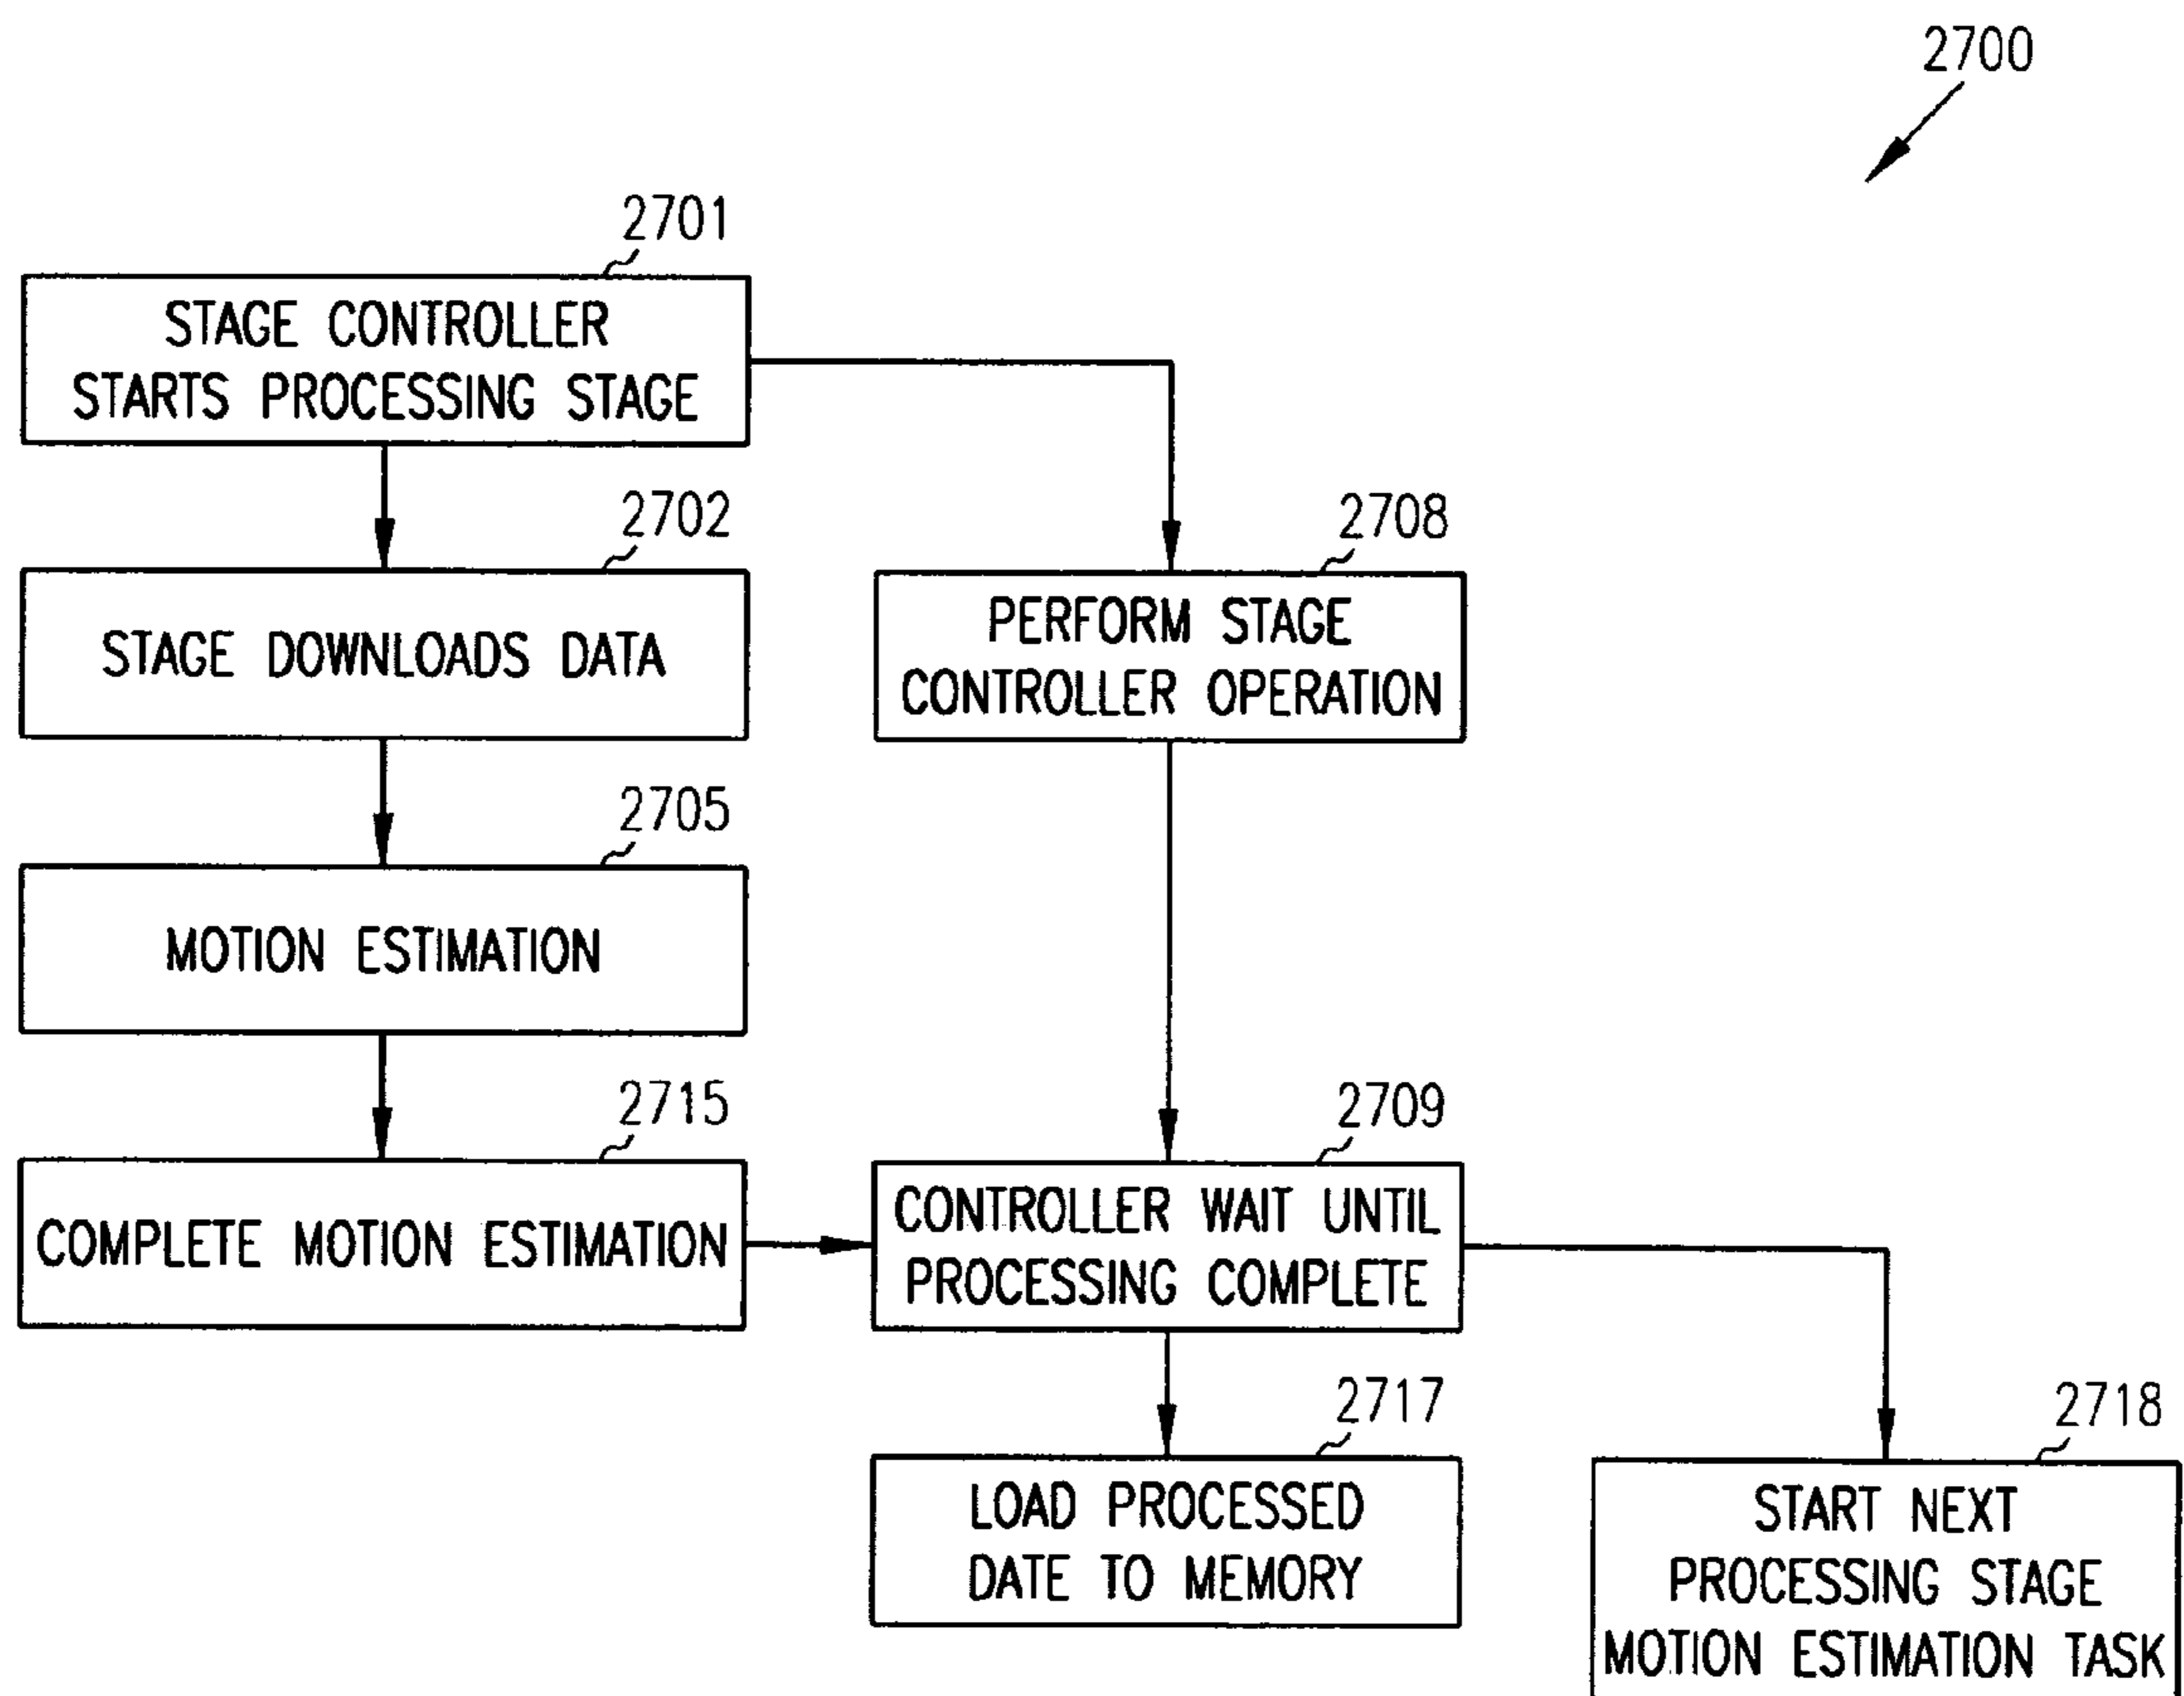 2700
2701
STAGE CONTROLLER
STARTS PROCESSING STAGE
2702
STAGE DOWNLOADS DATA
2708
PERFORM STAGE
CONTROLLER OPERATION
2705
MOTION ESTIMATION
2715
COMPLETE MOTION ESTIMATION
2709
CONTROLLER WAIT UNTIL
PROCESSING COMPLETE
2717
LOAD PROCESSED
DATE TO MEMORY
2718
START NEXT
PROCESSING STAGE
MOTION ESTIMATION TASK